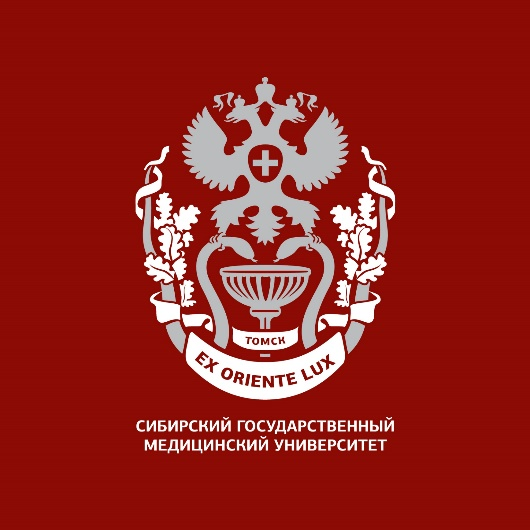 ТОМСК
EX ORIENTE LUX
СИБИРСКИЙ ГОСУДАРСТВЕННЫЙ
МЕДИЦИНСКИЙ УНИВЕРСИТЕТ